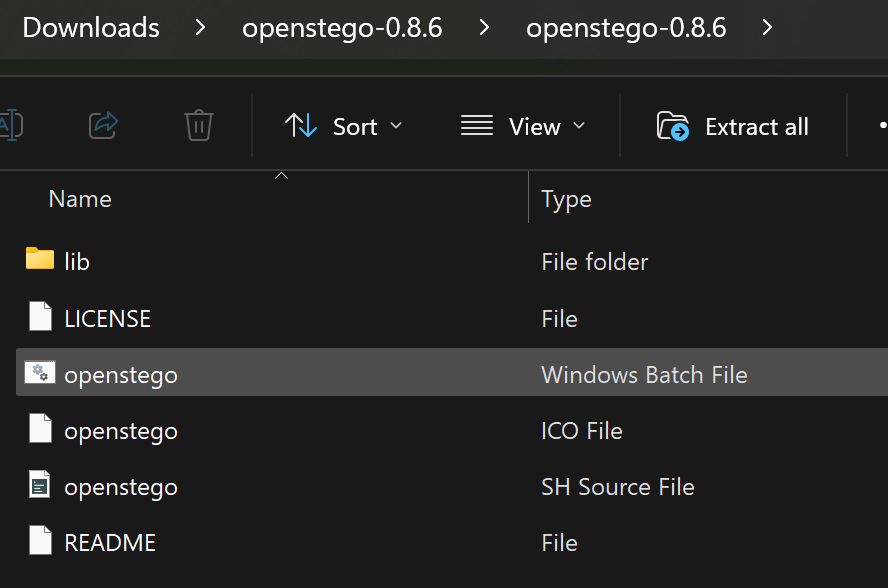 Downloads > openstego-0.8.6 > openstego-0.8.6 >
Sort View Extract all
Name Type
lib File folder
LICENSE File
openstego Windows Batch File
openstego ICO File
openstego SH Source File
README File